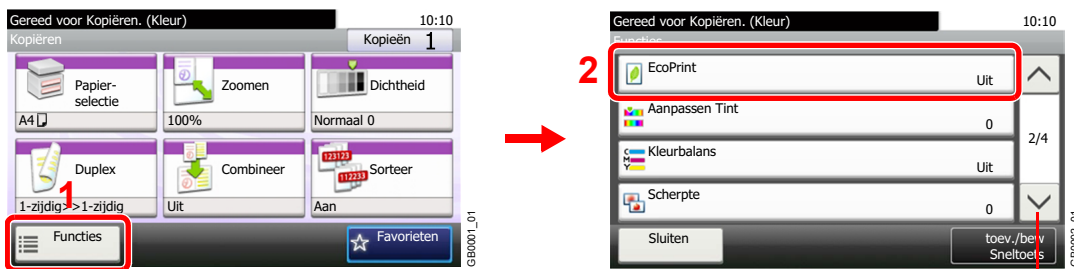 Gereed voor Kopiëren. (Kleur) 10:10
Kopiëren Kopieën 1
Papier-
selectie
A4
Zoomen
100%
Dichtheid
Normaal 0
Duplex
1-zijdig>>1-zijdig
Combineer
Uit
Sorteer
Aan
1
Functies
Favorieten
GB0001_01
Gereed voor Kopiëren. (Kleur) 10:10
Functies
2
EcoPrint
Uit
Aanpassen Tint
0
2/4
Kleurbalans
Uit
Scherpte
0
Sluiten
toev./bew
Sneltoets